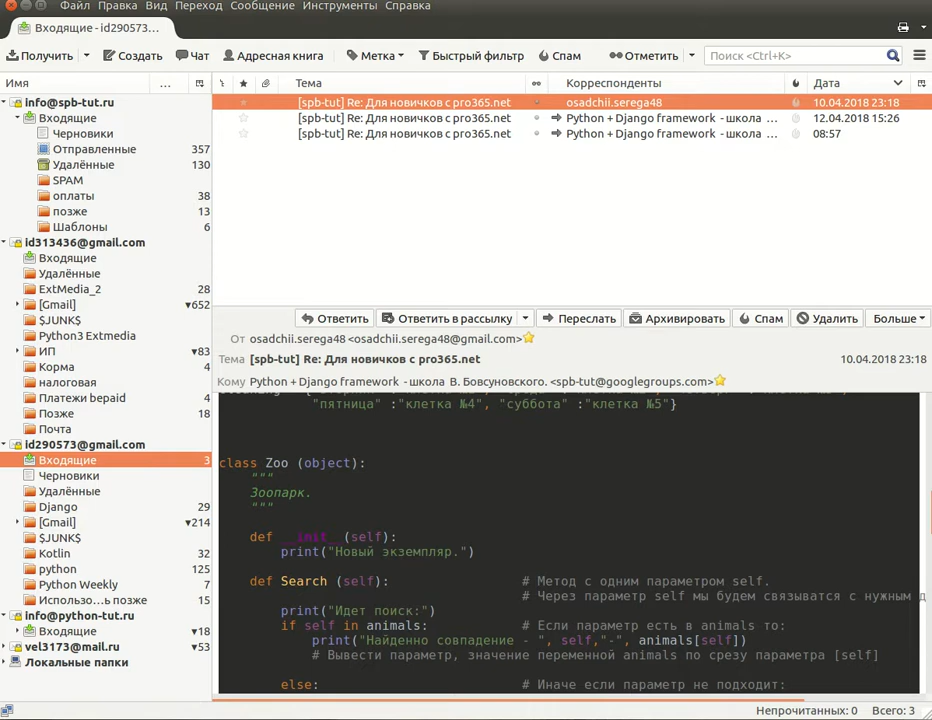 Файл Правка Вид Переход Сообщение Инструменты Справка
Входящие - id290573...
Получить Создать Чат Адресная книга Метка Быстрый фильтр Спам Отметить Поиск <Ctrl+K>
Имя ... Тема Корреспонденты Дата
info@spb-tut.ru
Входящие
Черновики
Отправленные 357
Удалённые 130
SPAM
оплаты 38
позже 13
Шаблоны 6
id313436@gmail.com
Входящие
Удалённые
ExtMedia_2 28
[Gmail] ▾652
$JUNK$
Python3 Extmedia
ИП ▾83
Корма 4
налоговая
Платежи bepaid 4
Позже 18
Почта
id290573@gmail.com
Входящие 3
Черновики
Удалённые
Django 29
[Gmail] ▾214
$JUNK$
Kotlin 32
python 125
Python Weekly 7
Использо...ь позже 15
info@python-tut.ru
Входящие ▾18
vel3173@mail.ru ▾53
Локальные папки
[spb-tut] Re: Для новичков с pro365.net osadchii.serega48 10.04.2018 23:18
[spb-tut] Re: Для новичков с pro365.net Python + Django framework - школа ... 12.04.2018 15:26
[spb-tut] Re: Для новичков с pro365.net Python + Django framework - школа ... 08:57
Ответить Ответить в рассылку Переслать Архивировать Спам Удалить Больше
От osadchii.serega48 <osadchii.serega48@gmail.com>
Тема [spb-tut] Re: Для новичков с pro365.net 10.04.2018 23:18
Кому Python + Django framework - школа В. Бовсуновского. <spb-tut@googlegroups.com>
"пятница" :"клетка №4", "суббота" :"клетка №5"}
class Zoo (object):
"""
Зоопарк.
"""
def __init__ (self):
print("Новый экземпляр.")
def Search (self): # Метод с одним параметром self.
# Через параметр self мы будем связыватся с нужным д
print("Идет поиск:")
if self in animals: # Если параметр есть в animals то:
print("Найденно совпадение - ", self,"-", animals[self])
# Вывести параметр, значение переменной animals по срезу параметра [self]
else: # Иначе если параметр не подходит:
Непрочитанных: 0 Всего: 3